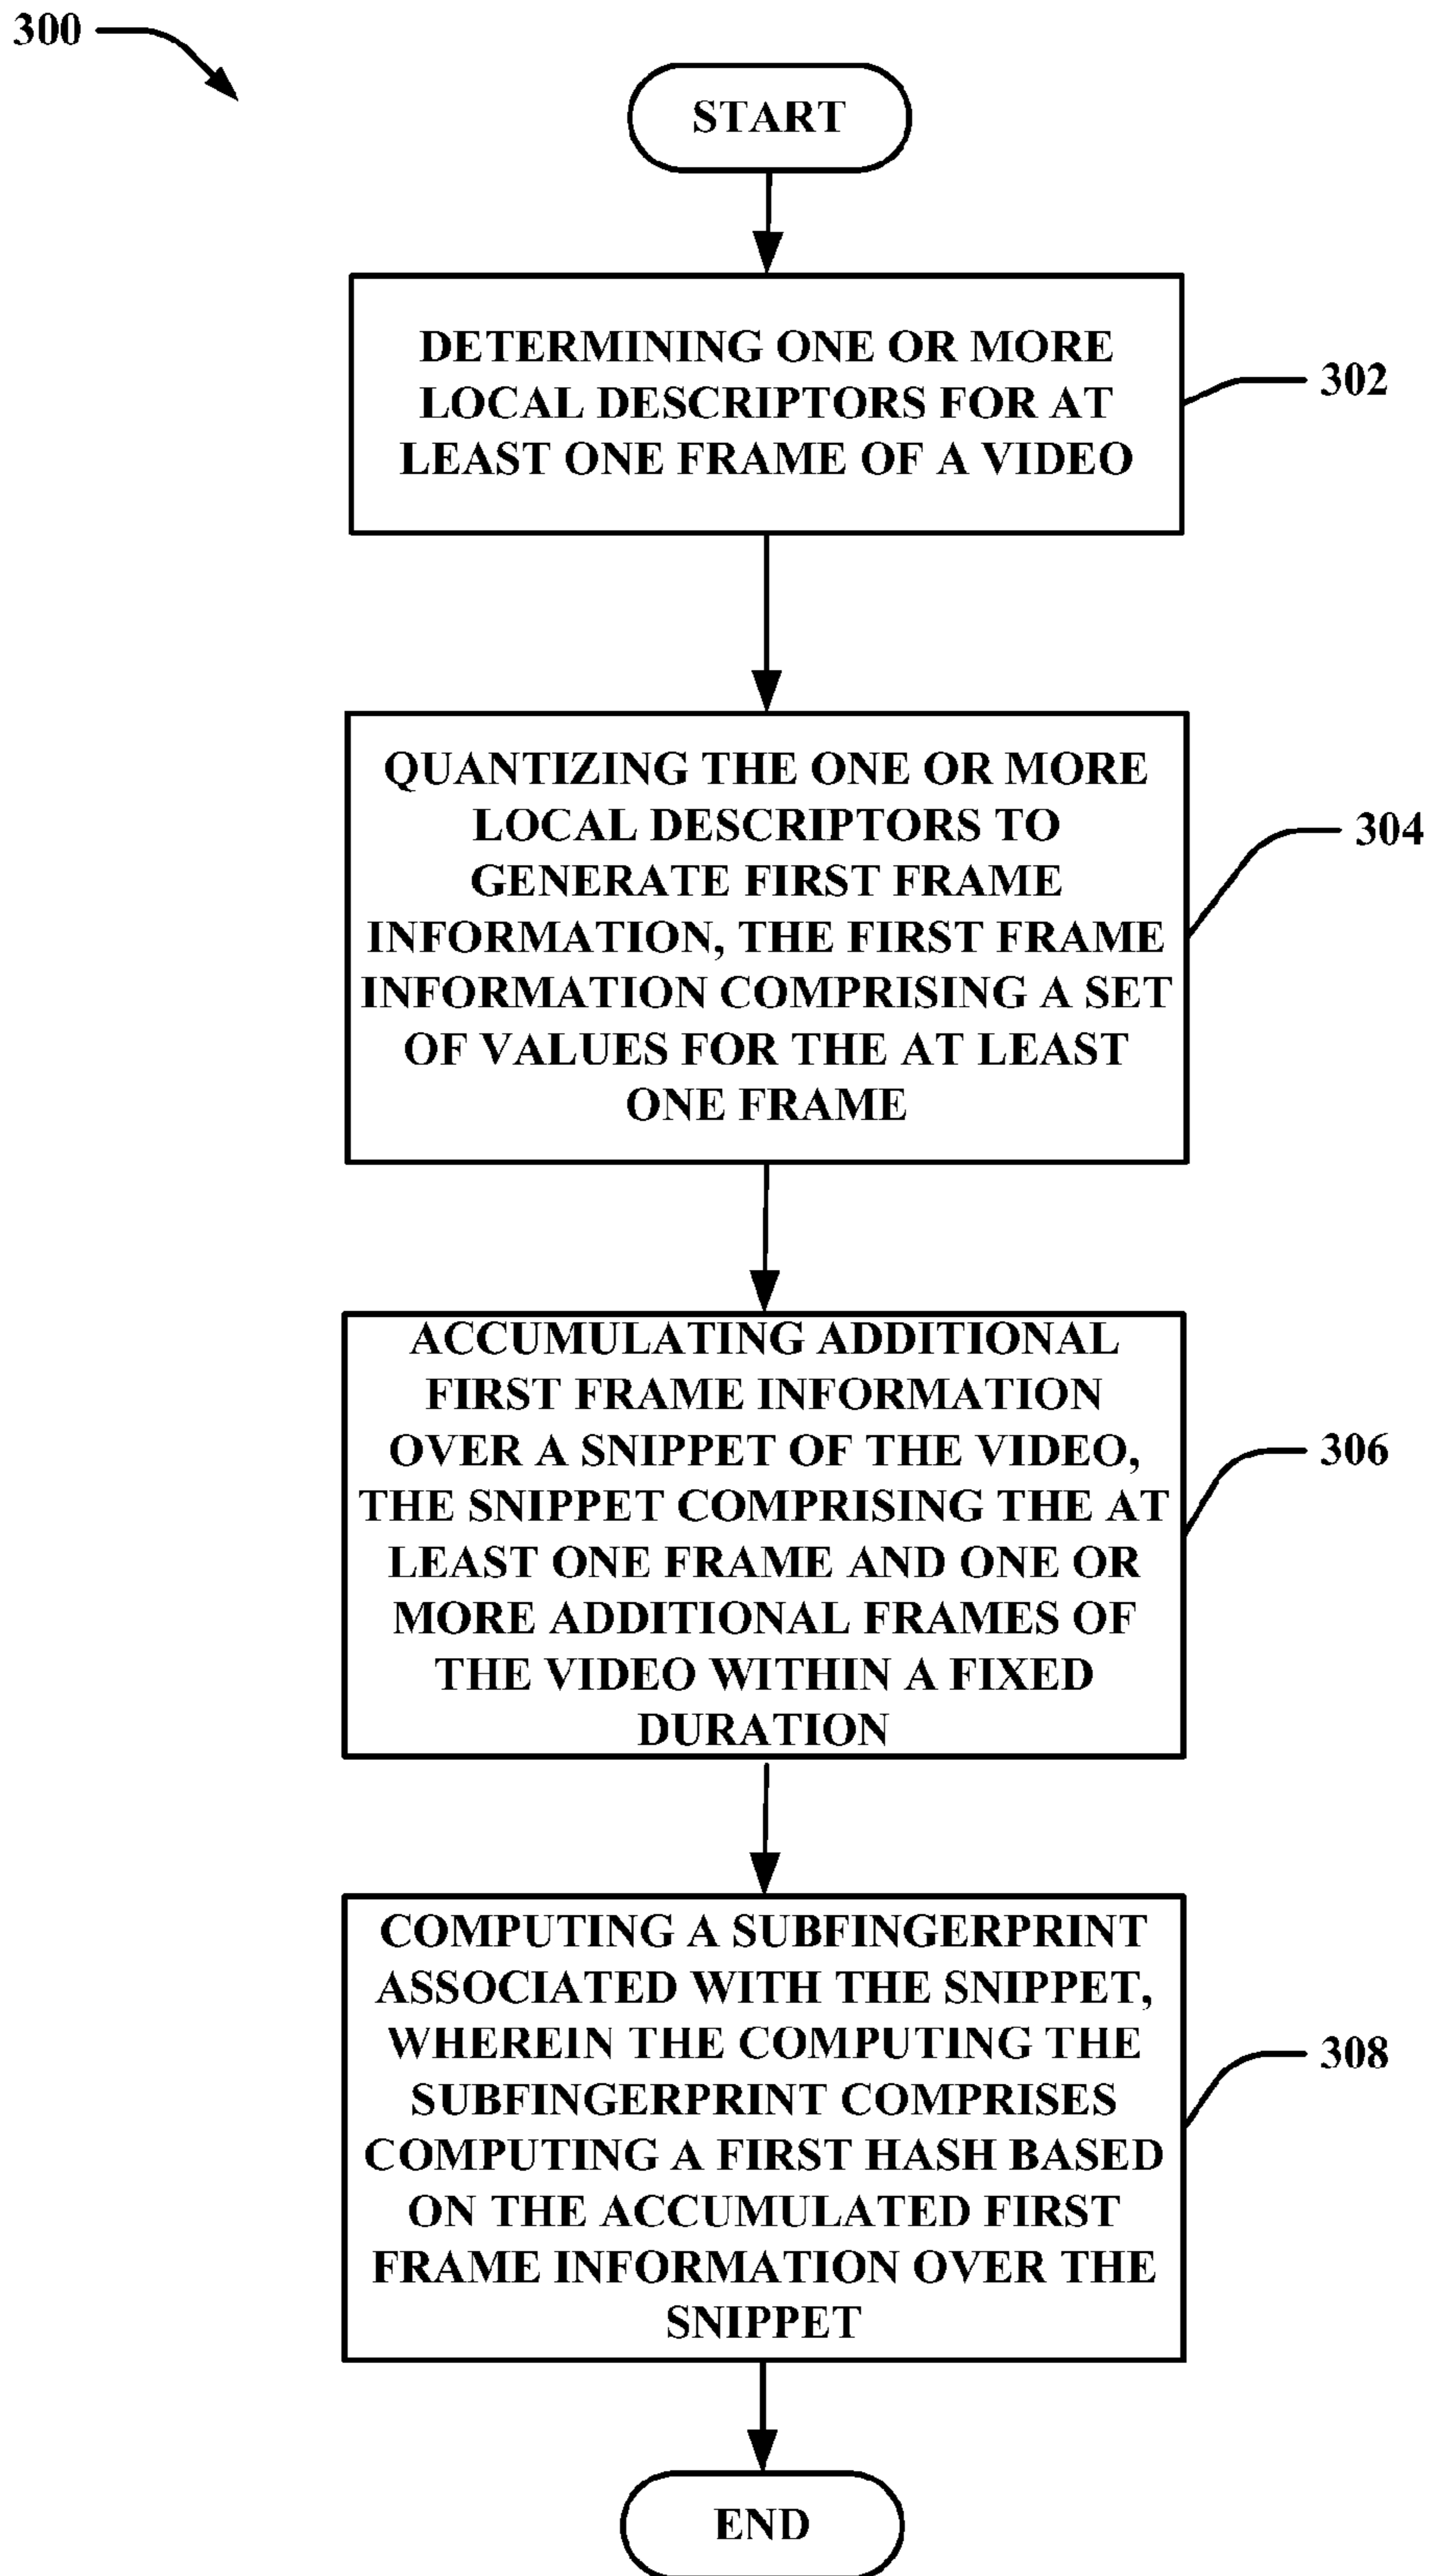 300
START
DETERMINING ONE OR MORE
LOCAL DESCRIPTORS FOR AT
LEAST ONE FRAME OF A VIDEO
302
QUANTIZING THE ONE OR MORE
LOCAL DESCRIPTORS TO
GENERATE FIRST FRAME
INFORMATION, THE FIRST FRAME
INFORMATION COMPRISING A SET
OF VALUES FOR THE AT LEAST
ONE FRAME
304
ACCUMULATING ADDITIONAL
FIRST FRAME INFORMATION
OVER A SNIPPET OF THE VIDEO,
THE SNIPPET COMPRISING THE AT
LEAST ONE FRAME AND ONE OR
MORE ADDITIONAL FRAMES OF
THE VIDEO WITHIN A FIXED
DURATION
306
COMPUTING A SUBFINGERPRINT
ASSOCIATED WITH THE SNIPPET,
WHEREIN THE COMPUTING THE
SUBFINGERPRINT COMPRISES
COMPUTING A FIRST HASH BASED
ON THE ACCUMULATED FIRST
FRAME INFORMATION OVER THE
SNIPPET
308
END